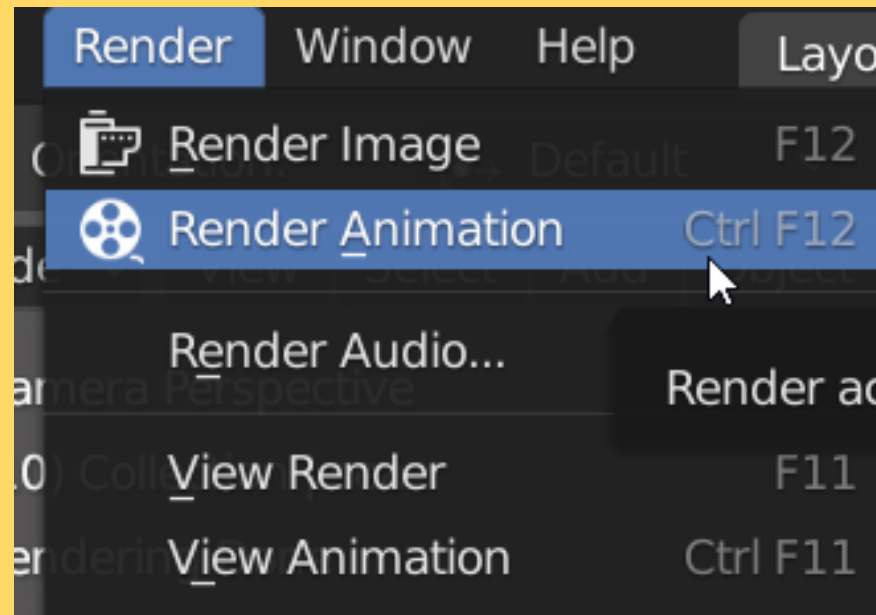 Render Window Help Layo
Render Image F12
Render Animation Ctrl F12
Render Audio...
Render ac
View Render F11
View Animation Ctrl F11